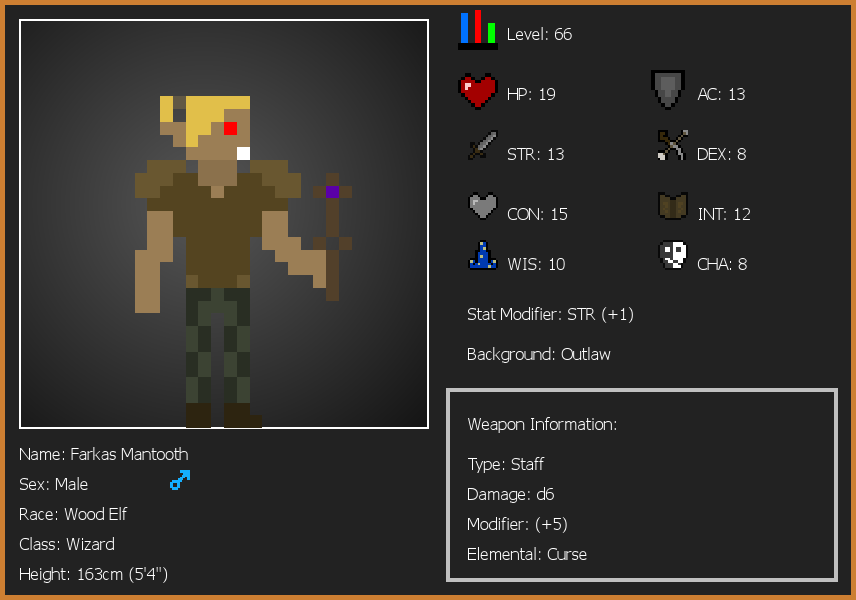 Level: 66
HP: 19
AC: 13
STR: 13
DEX: 8
CON: 15
INT: 12
WIS: 10
CHA: 8
Stat Modifier: STR (+1)
Background: Outlaw
Weapon Information:
Type: Staff
Damage: d6
Modifier: (+5)
Elemental: Curse
Name: Farkas Mantooth
Sex: Male
Race: Wood Elf
Class: Wizard
Height: 163cm (5'4")